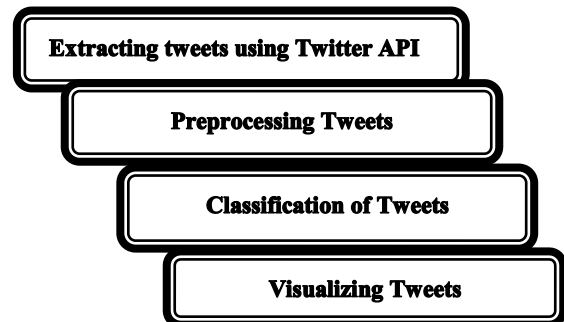 Extracting tweets using Twitter API
Preprocessing Tweets
Classification of Tweets
Visualizing Tweets